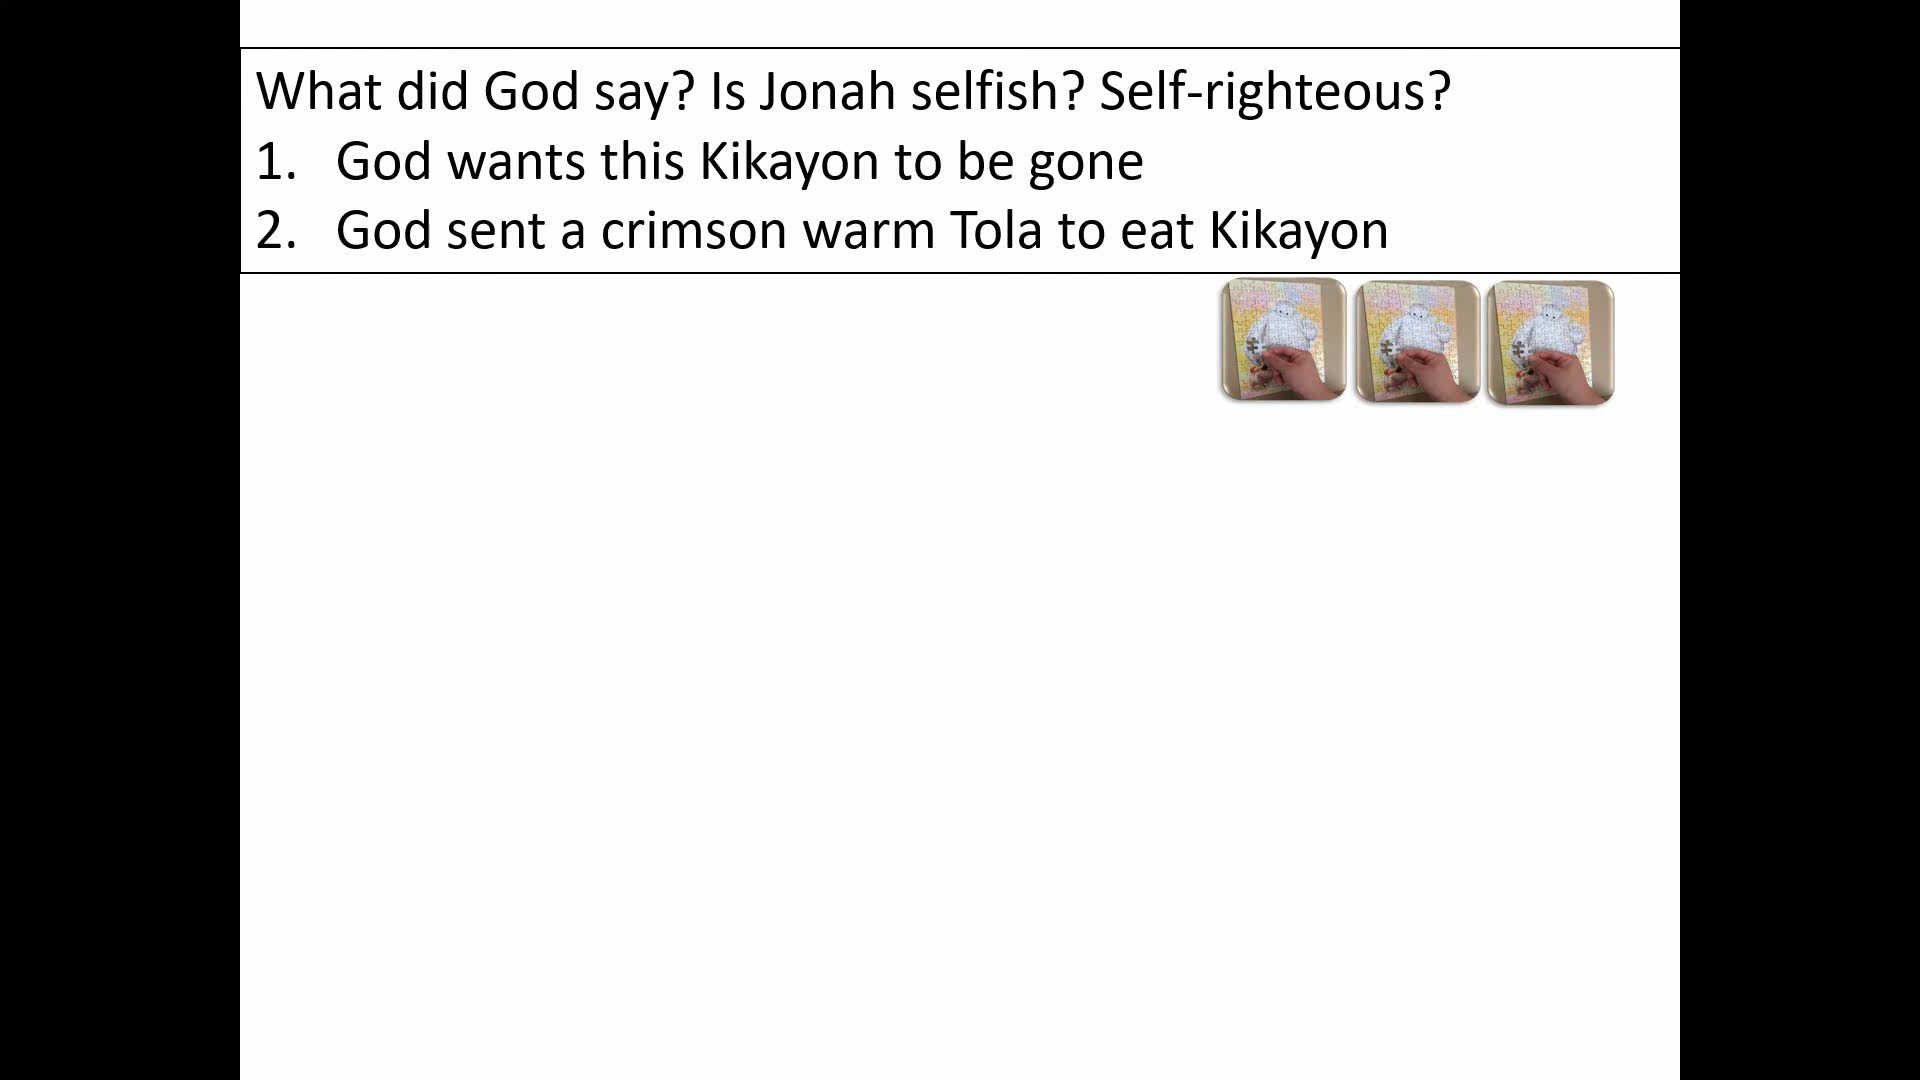 What did God say? Is Jonah selfish? Self-righteous?
1. God wants this Kikayon to be gone
2. God sent a crimson warm Tola to eat Kikayon